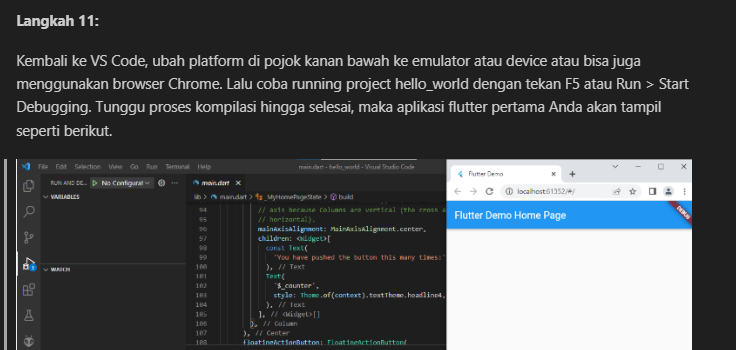 Langkah 11:
Kembali ke VS Code, ubah platform di pojok kanan bawah ke emulator atau device atau bisa juga
menggunakan browser Chrome. Lalu coba running project hello_world dengan tekan F5 atau Run > Start
Debugging. Tunggu proses kompilasi hingga selesai, maka aplikasi flutter pertama Anda akan tampil
seperti berikut.
File Edit Selection View Go Run Terminal Help
main.dart - hello_world - Visual Studio Code
RUN AND DE... No Configurat
VARIABLES
WATCH
main.dart
lib > main.dart > _MyHomePageState > build
94 // axis because Columns are vertical (the cross a
95 // horizontal).
96 mainAxisAlignment: MainAxisAlignment.center,
97 children: <Widget>[
98 const Text(
99 'You have pushed the button this many times:'
100 ), // Text
101 Text(
102 '$_counter',
103 style: Theme.of(context).textTheme.headline4,
104 ), // Text
105 ], // <Widget>[]
106 ), // Column
107 ), // Center
108 floatingActionButton: FloatingActionButton(
Flutter Demo
localhost:61352/#/
Flutter Demo Home Page
DEBUG